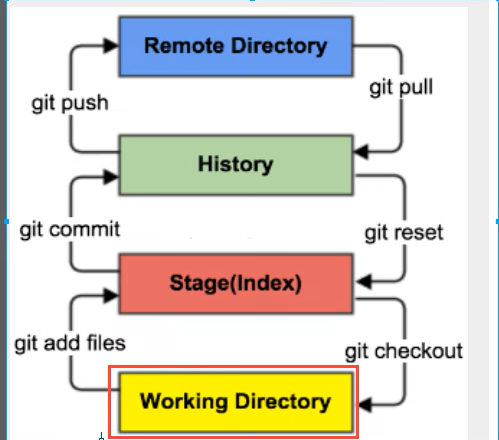 Remote Directory
git pull
git push
History
git commit
git reset
Stage(Index)
git add files
git checkout
Working Directory